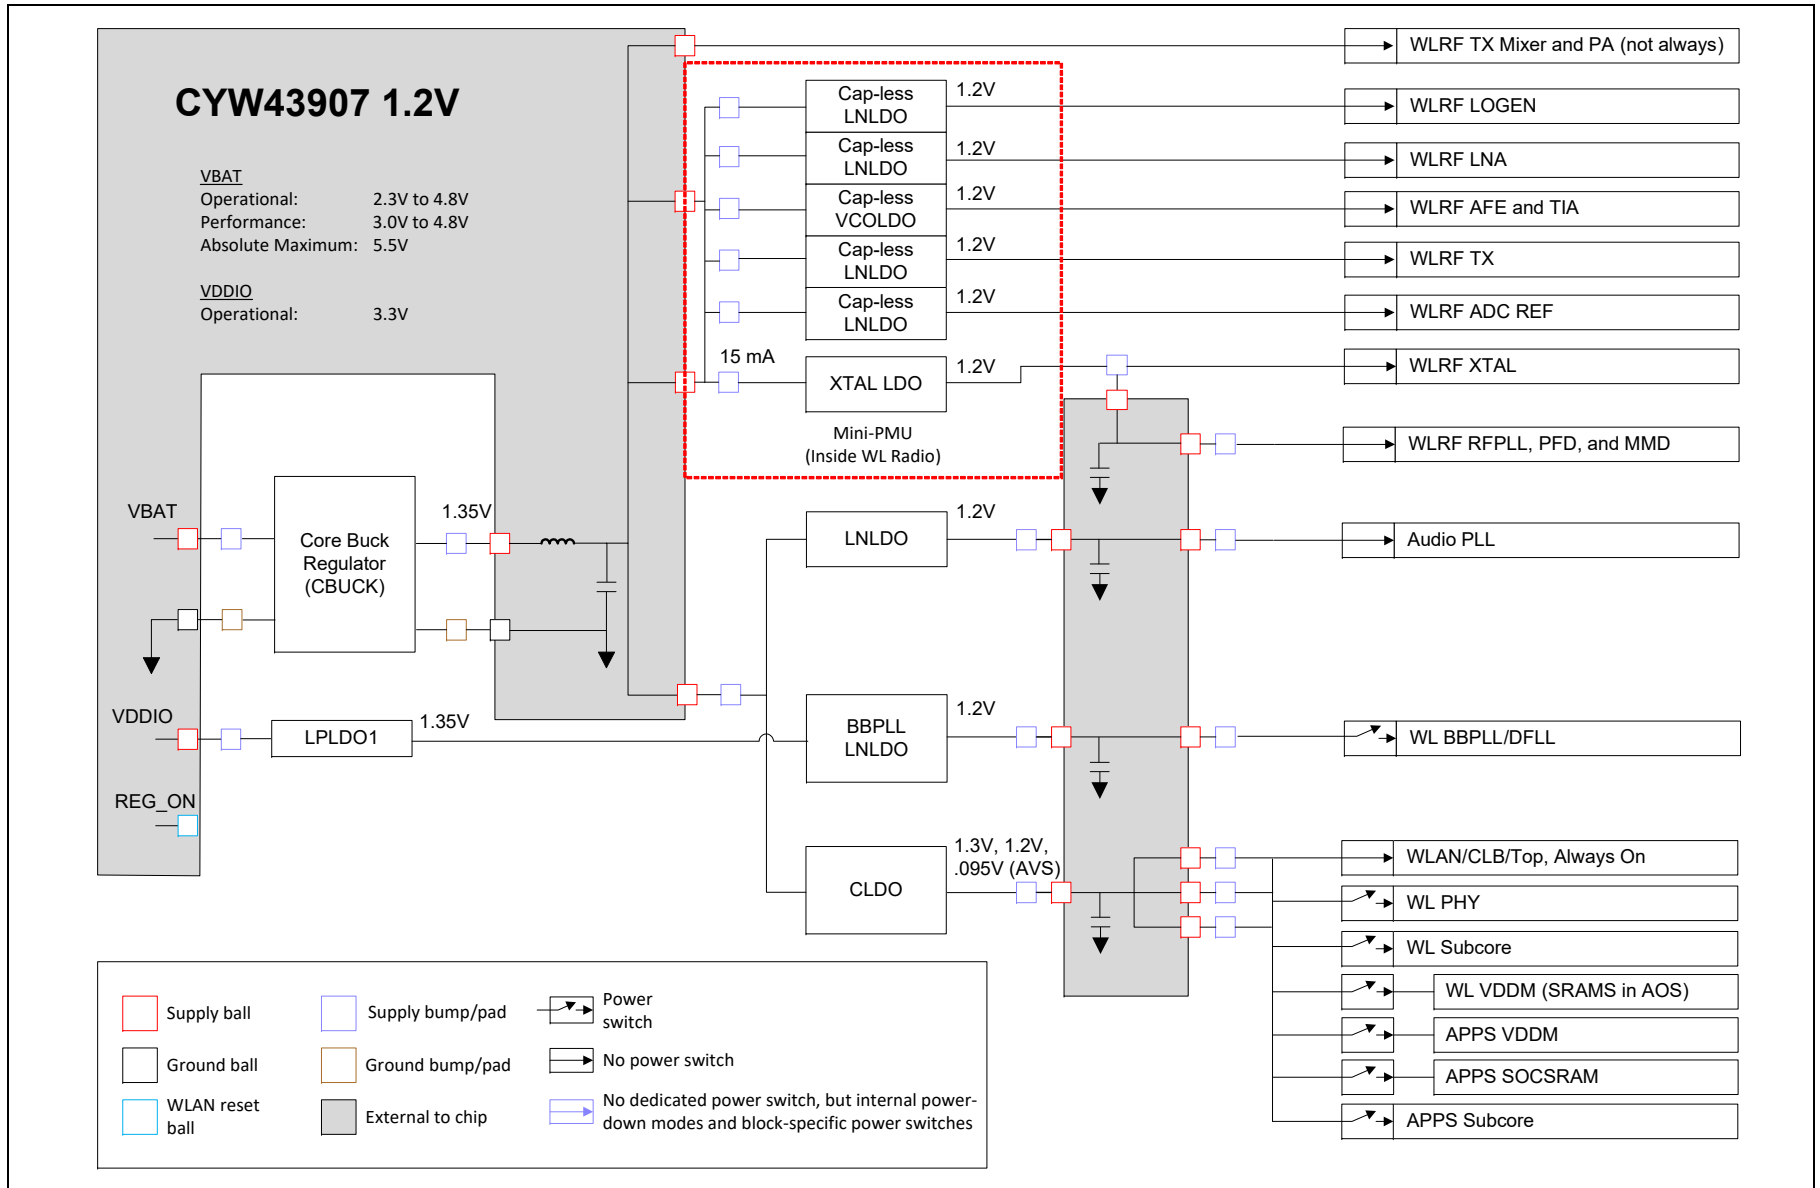 CYW43907 1.2V
VBAT
Operational: 2.3V to 4.8V
Performance: 3.0V to 4.8V
Absolute Maximum: 5.5V
VDDIO
Operational: 3.3V
VBAT
Core Buck
Regulator
(CBUCK)
1.35V
VDDIO
LPLDO1
1.35V
REG_ON
Cap-less
LNLDO
1.2V
Cap-less
LNLDO
1.2V
Cap-less
VCOLDO
1.2V
Cap-less
LNLDO
1.2V
Cap-less
LNLDO
1.2V
15 mA
XTAL LDO
1.2V
Mini-PMU
(Inside WL Radio)
LNLDO
1.2V
BBPLL
LNLDO
1.2V
CLDO
1.3V, 1.2V,
.095V (AVS)
WLRF TX Mixer and PA (not always)
WLRF LOGEN
WLRF LNA
WLRF AFE and TIA
WLRF TX
WLRF ADC REF
WLRF XTAL
WLRF RFPLL, PFD, and MMD
Audio PLL
WL BBPLL/DFLL
WLAN/CLB/Top, Always On
WL PHY
WL Subcore
WL VDDM (SRAMS in AOS)
APPS VDDM
APPS SOCSRAM
APPS Subcore
Supply ball
Ground ball
WLAN reset
ball
Supply bump/pad
Ground bump/pad
External to chip
Power
switch
No power switch
No dedicated power switch, but internal power-
down modes and block-specific power switches